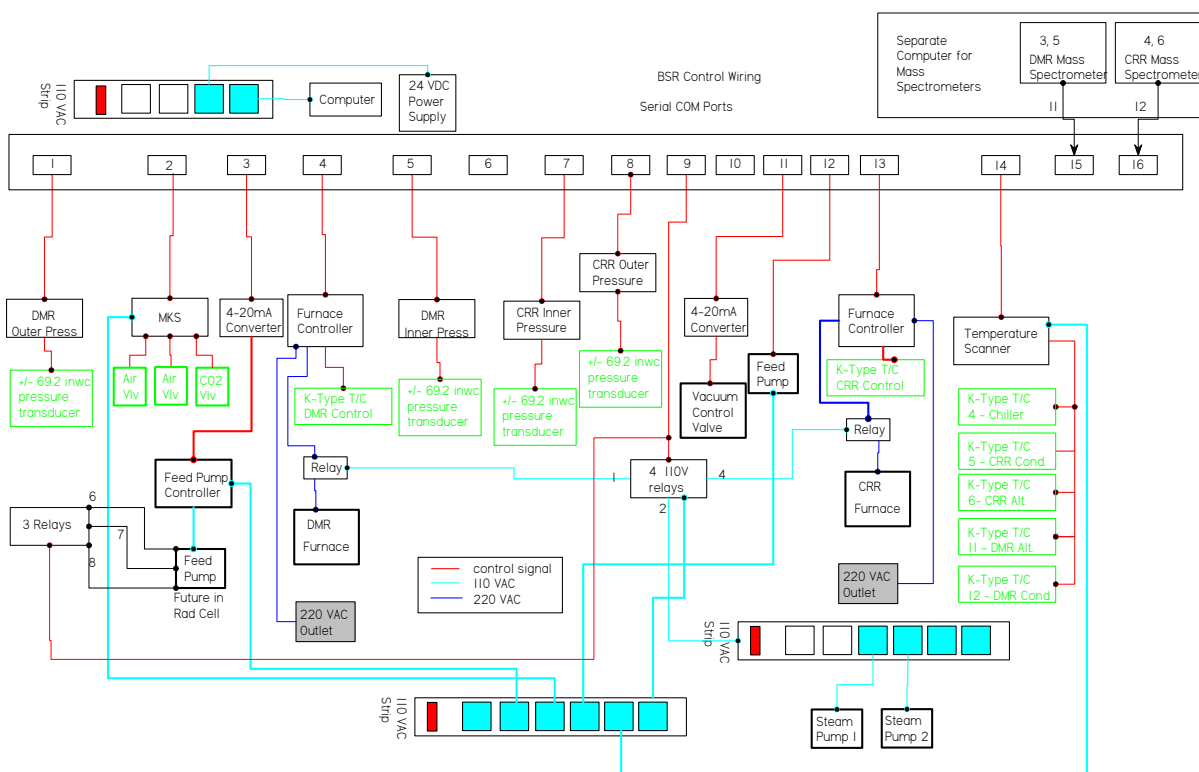 BSR Control Wiring
Serial COM Ports
110 VAC
Strip
Computer
24 VDC
Power
Supply
Separate
Computer for
Mass
Spectrometers
3, 5
DMR Mass
Spectrometer
4, 6
CRR Mass
Spectrometer
11
12
1
2
3
4
5
6
7
8
9
10
11
12
13
14
15
16
DMR
Outer Press
+/- 69.2 inwc
pressure
transducer
MKS
Air
Vlv
Air
Vlv
CO2
Vlv
4-20mA
Converter
Furnace
Controller
K-Type T/C
DMR Control
DMR
Inner Press
+/- 69.2 inwc
pressure
transducer
CRR Inner
Pressure
+/- 69.2 inwc
pressure
transducer
CRR Outer
Pressure
+/- 69.2 inwc
pressure
transducer
4-20mA
Converter
Vacuum
Control
Valve
Feed
Pump
Furnace
Controller
K-Type T/C
CRR Control
Temperature
Scanner
K-Type T/C
4 - Chiller
K-Type T/C
5 - CRR Cond.
K-Type T/C
6- CRR Alt.
K-Type T/C
11 - DMR Alt.
K-Type T/C
12 - DMR Cond.
Feed Pump
Controller
3 Relays
6
7
8
Feed
Pump
Future in
Rad Cell
Relay
DMR
Furnace
220 VAC
Outlet
1
4 110V
relays
4
2
Relay
CRR
Furnace
220 VAC
Outlet
control signal
110 VAC
220 VAC
110 VAC
Strip
110 VAC
Strip
Steam
Pump 1
Steam
Pump 2